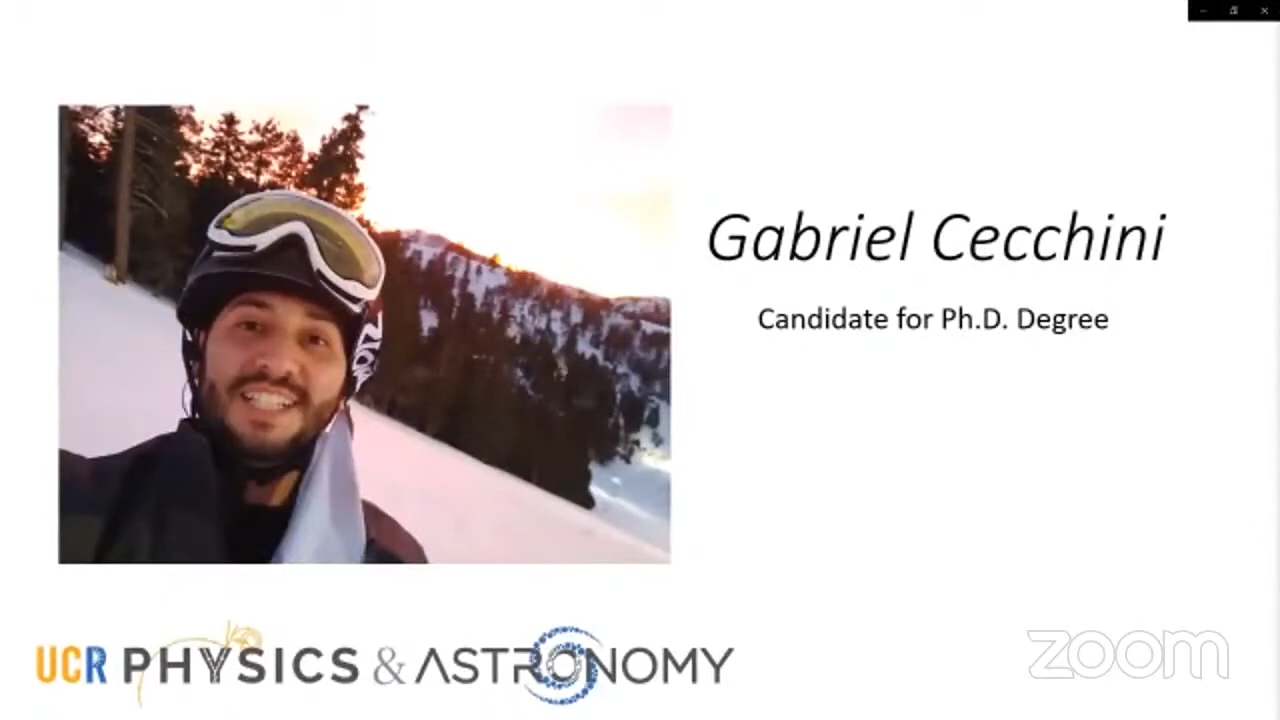 Gabriel Cecchini
Candidate for Ph.D. Degree
UCR PHYSICS & ASTRONOMY
zoom